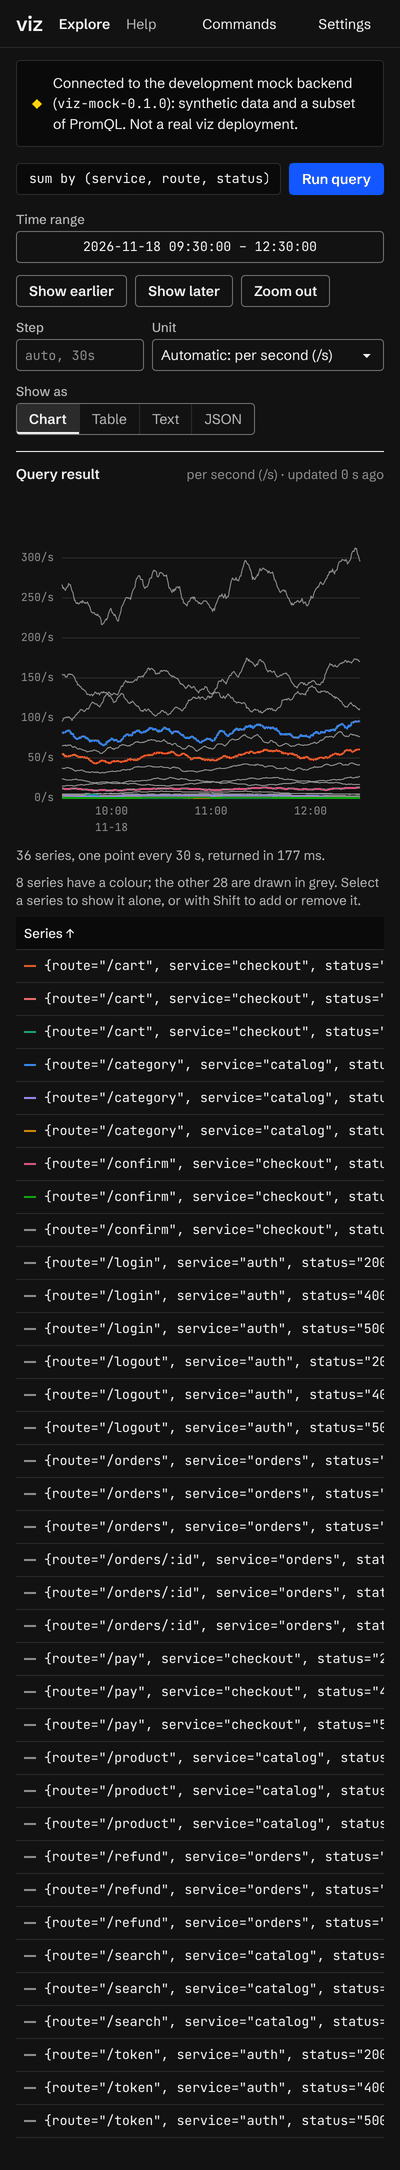 viz Explore Help Commands Settings
Connected to the development mock backend
(viz-mock-0.1.0): synthetic data and a subset
of PromQL. Not a real viz deployment.
sum by (service, route, status) Run query
Time range
2026-11-18 09:30:00 – 12:30:00
Show earlier Show later Zoom out
Step Unit
auto, 30s Automatic: per second (/s)
Show as
Chart Table Text JSON
Query result per second (/s) · updated 0 s ago
300/s
250/s
200/s
150/s
100/s
50/s
0/s
10:00 11:00 12:00
11-18
36 series, one point every 30 s, returned in 177 ms.
8 series have a colour; the other 28 are drawn in grey. Select
a series to show it alone, or with Shift to add or remove it.
Series ↑
{route="/cart", service="checkout", status="
{route="/cart", service="checkout", status="
{route="/cart", service="checkout", status="
{route="/category", service="catalog", statu
{route="/category", service="catalog", statu
{route="/category", service="catalog", statu
{route="/confirm", service="checkout", statu
{route="/confirm", service="checkout", statu
{route="/confirm", service="checkout", statu
{route="/login", service="auth", status="200
{route="/login", service="auth", status="400
{route="/login", service="auth", status="500
{route="/logout", service="auth", status="20
{route="/logout", service="auth", status="40
{route="/logout", service="auth", status="50
{route="/orders", service="orders", status="
{route="/orders", service="orders", status="
{route="/orders", service="orders", status="
{route="/orders/:id", service="orders", stat
{route="/orders/:id", service="orders", stat
{route="/orders/:id", service="orders", stat
{route="/pay", service="checkout", status="2
{route="/pay", service="checkout", status="4
{route="/pay", service="checkout", status="5
{route="/product", service="catalog", status
{route="/product", service="catalog", status
{route="/product", service="catalog", status
{route="/refund", service="orders", status="
{route="/refund", service="orders", status="
{route="/refund", service="orders", status="
{route="/search", service="catalog", status=
{route="/search", service="catalog", status=
{route="/search", service="catalog", status=
{route="/token", service="auth", status="200
{route="/token", service="auth", status="400
{route="/token", service="auth", status="500